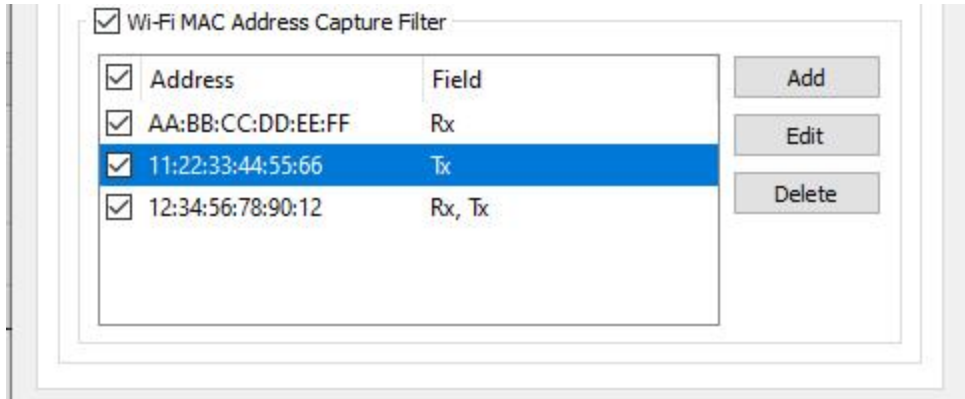 Wi-Fi MAC Address Capture Filter
Address Field
AA:BB:CC:DD:EE:FF Rx
11:22:33:44:55:66 Tx
12:34:56:78:90:12 Rx, Tx
Add
Edit
Delete